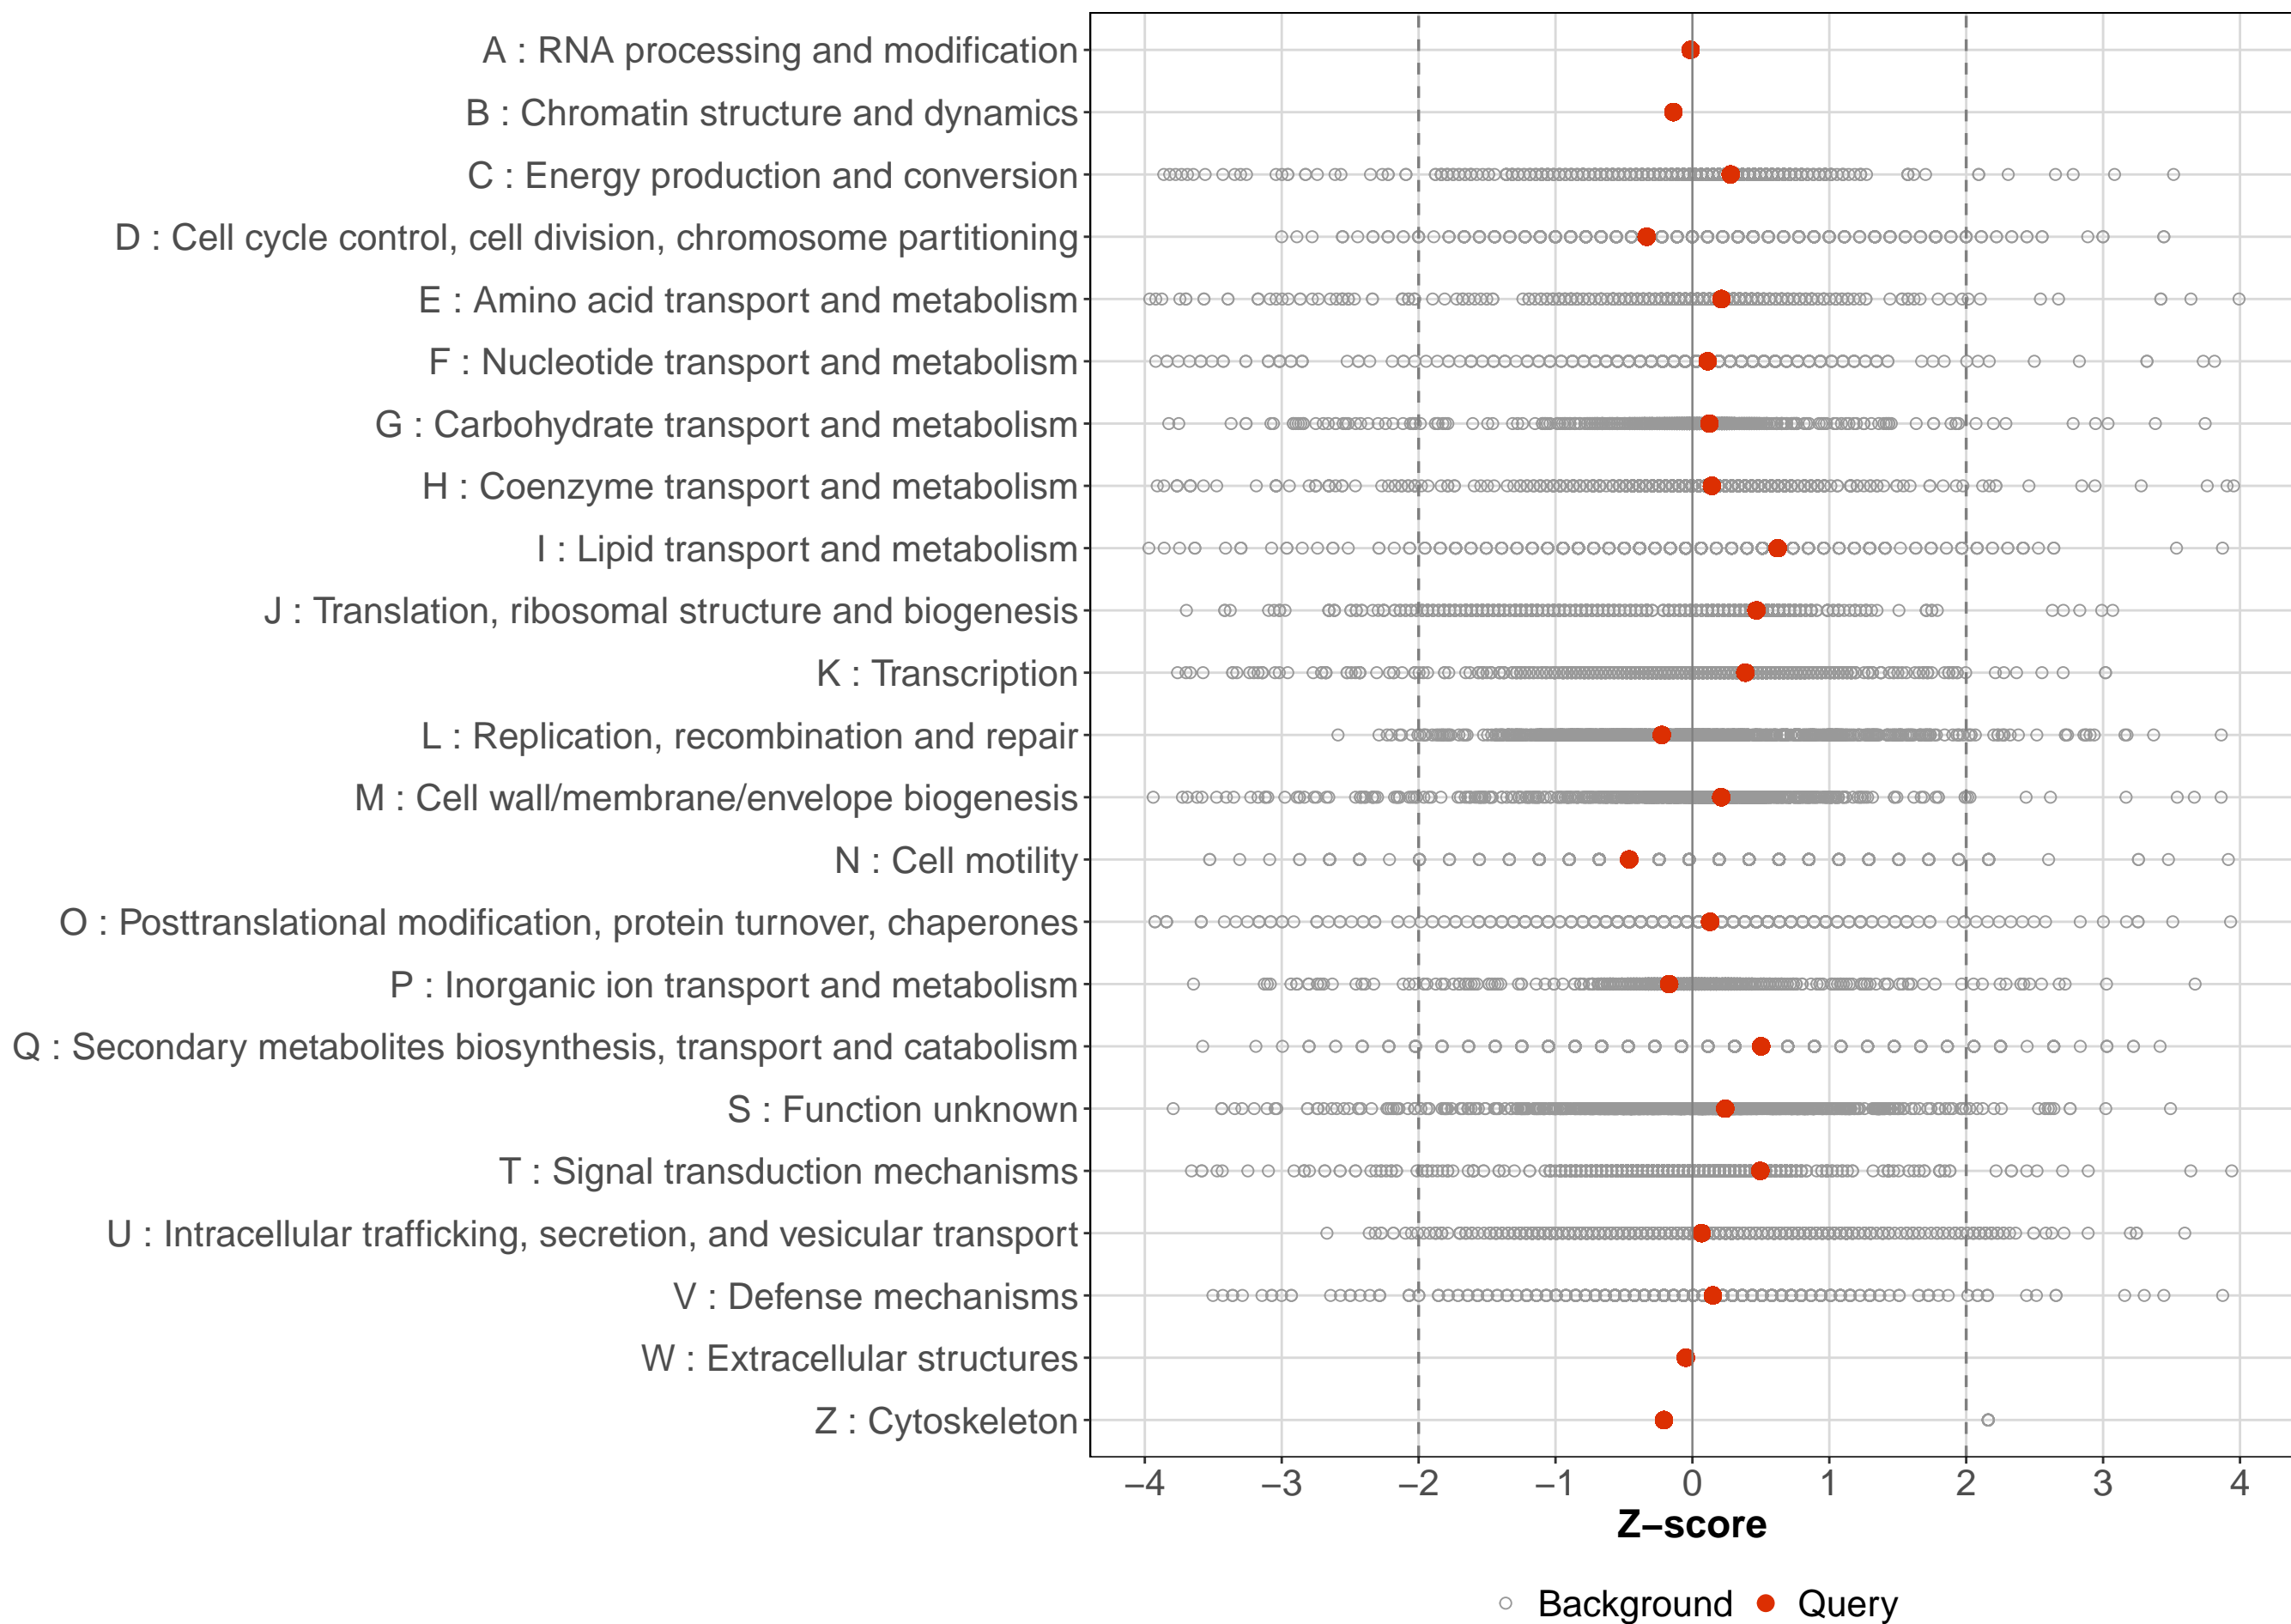 A : RNA processing and modification
B : Chromatin structure and dynamics
C : Energy production and conversion
D : Cell cycle control, cell division, chromosome partitioning
E : Amino acid transport and metabolism
F : Nucleotide transport and metabolism
G : Carbohydrate transport and metabolism
H : Coenzyme transport and metabolism
I : Lipid transport and metabolism
J : Translation, ribosomal structure and biogenesis
K : Transcription
L : Replication, recombination and repair
M : Cell wall/membrane/envelope biogenesis
N : Cell motility
O : Posttranslational modification, protein turnover, chaperones
P : Inorganic ion transport and metabolism
Q : Secondary metabolites biosynthesis, transport and catabolism
S : Function unknown
T : Signal transduction mechanisms
U : Intracellular trafficking, secretion, and vesicular transport
V : Defense mechanisms
W : Extracellular structures
Z : Cytoskeleton
−4 −3 −2 −1 0 1 2 3 4
Z−score
Background Query